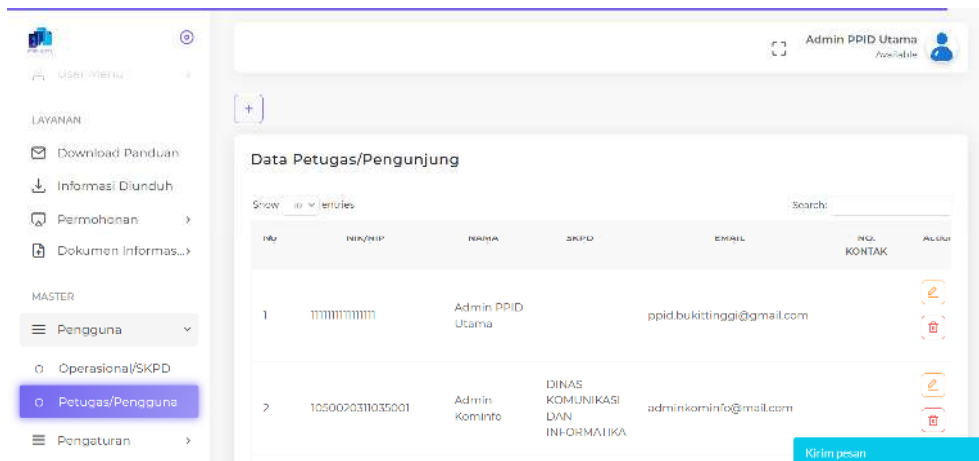 Admin PPID Utama
Available
User Menu
LAYANAN
Download Panduan
Informasi Diunduh
Permohonan
Dokumen Informas...
MASTER
Pengguna
Operasional/SKPD
Petugas/Pengguna
Pengaturan
+
Data Petugas/Pengunjung
Show 10 entries
Search:
No NIK/NIP NAMA SKPD EMAIL NO. KONTAK
1 Admin PPID Utama ppid.bukittinggi@gmail.com
2 1050020311035001 Admin Kominfo DINAS KOMUNIKASI DAN INFORMATIKA adminkominfo@mail.com
Kirim pesan